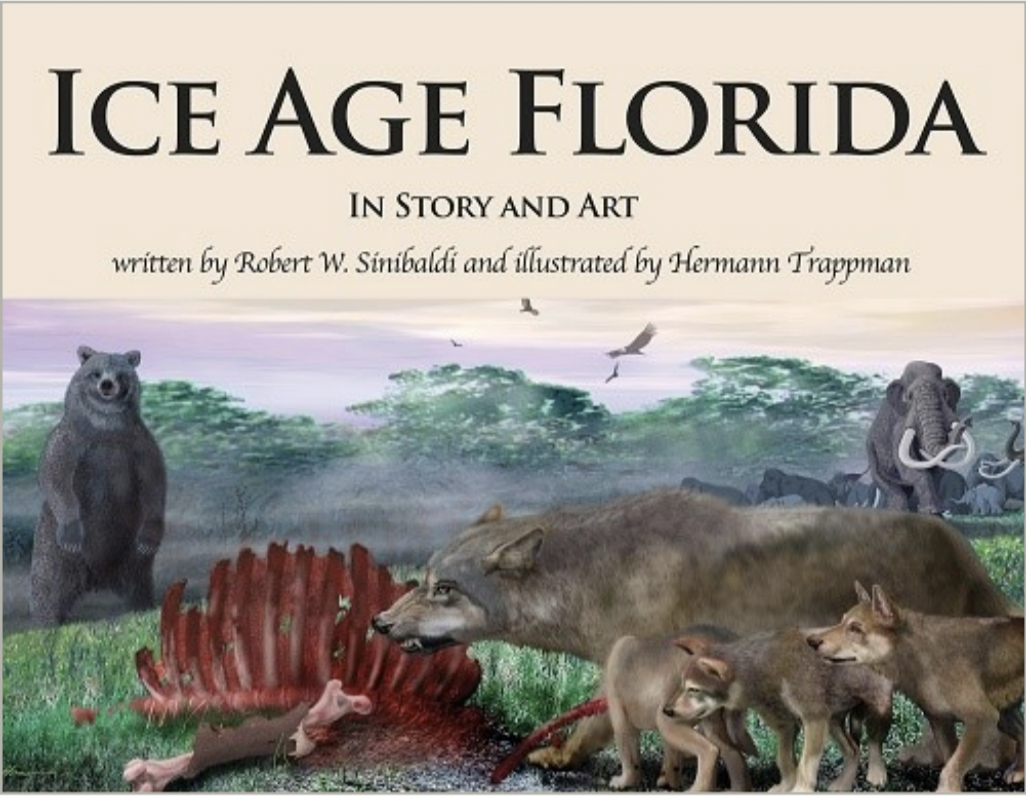 ICE AGE FLORIDA
IN STORY AND ART
written by Robert W. Sinibaldi and illustrated by Hermann Trappman